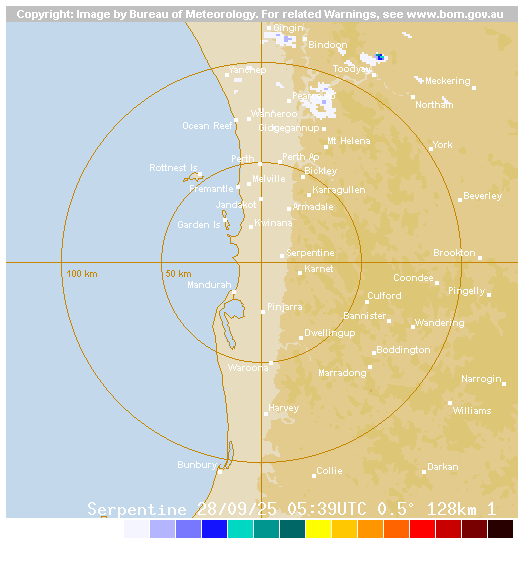 Copyright: Image by Bureau of Meteorology. For related Warnings, see www.bom.gov.au
Gingin
Bindoon
Yanchep
Toodyay
Meckering
Northam
Wanneroo
Ocean Reef
Gidgegannup
Mt Helena
York
Perth
Perth Ap
Rottnest Is
Bickley
Melville
Fremantle
Karragullen
Beverley
Jandakot
Armadale
Garden Is
Kwinana
Serpentine
Brookton
100 km
50 km
Karnet
Coondee
Mandurah
Culford
Pingelly
Pinjarra
Bannister
Wandering
Dwellingup
Boddington
Waroona
Marradong
Narrogin
Harvey
Williams
Bunbury
Collie
Darkan
Serpentine 28/09/25 05:39UTC 0.5° 128km 1